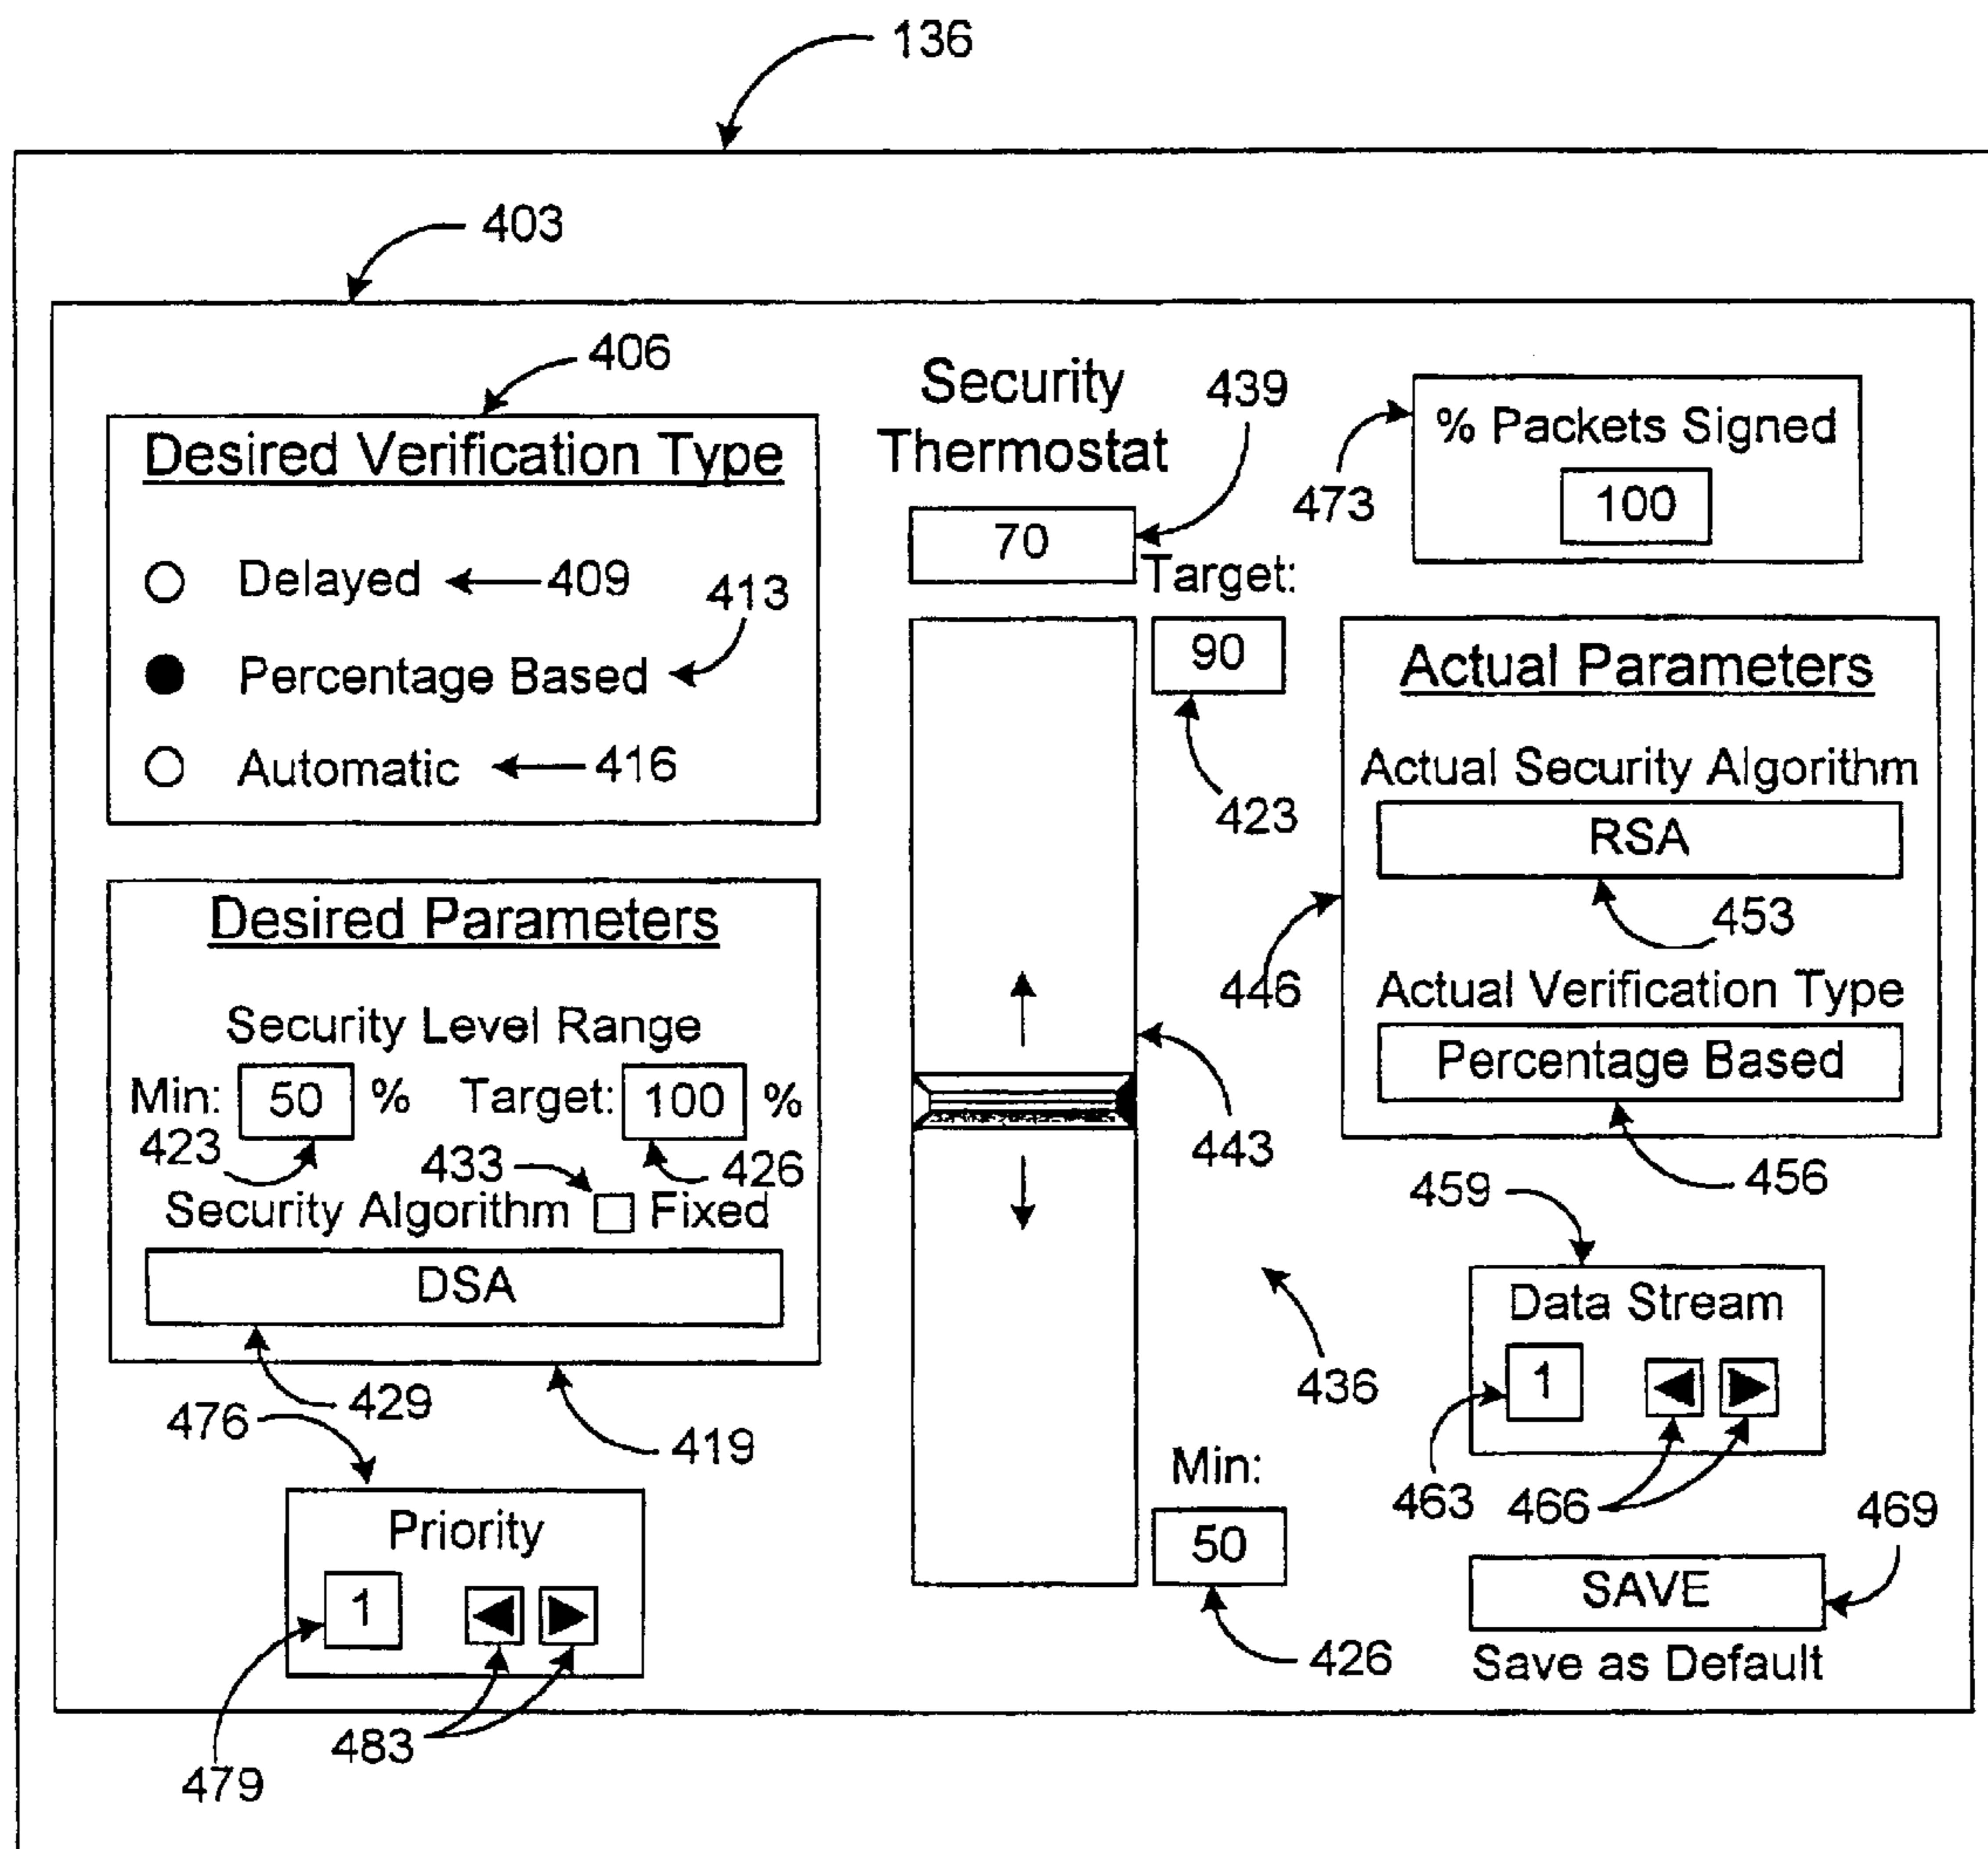 136
403
406
Desired Verification Type
Delayed 409
413
Percentage Based
Automatic 416
Security
Thermostat
439
70
Target:
90
423
473
% Packets Signed
100
Actual Parameters
Actual Security Algorithm
RSA
453
446
Actual Verification Type
Percentage Based
456
Desired Parameters
Security Level Range
Min: 50 % Target: 100 %
423 433 426
Security Algorithm Fixed
DSA
429
419
443
436
459
Data Stream
1
463 466
476
Priority
1
479
483
Min:
50
426
469
SAVE
Save as Default